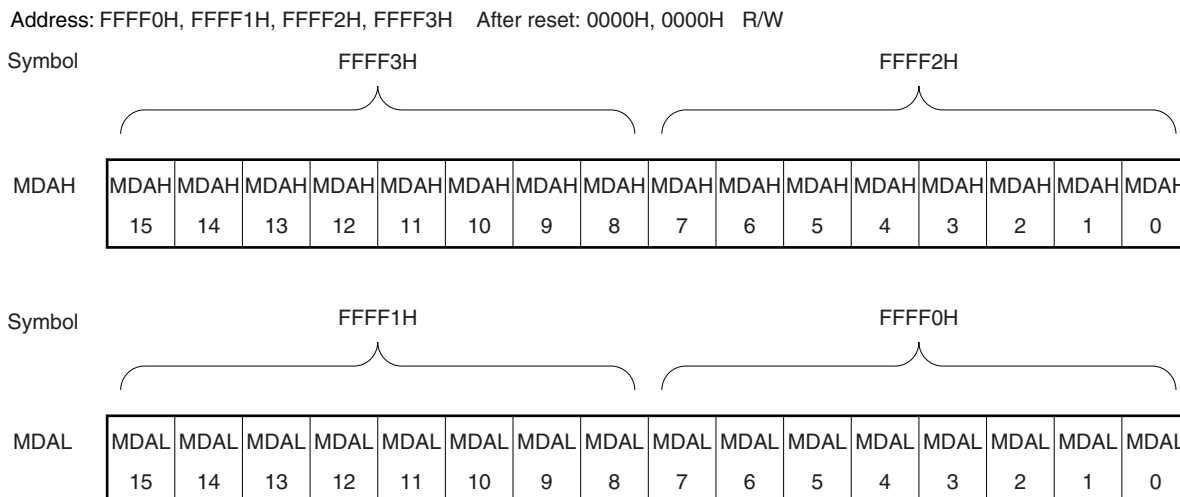 Address: FFFF0H, FFFF1H, FFFF2H, FFFF3H After reset: 0000H, 0000H R/W
Symbol FFFF3H FFFF2H
MDAH MDAH MDAH MDAH MDAH MDAH MDAH MDAH MDAH MDAH MDAH MDAH MDAH MDAH MDAH MDAH MDAH
15 14 13 12 11 10 9 8 7 6 5 4 3 2 1 0
Symbol FFFF1H FFFF0H
MDAL MDAL MDAL MDAL MDAL MDAL MDAL MDAL MDAL MDAL MDAL MDAL MDAL MDAL MDAL MDAL MDAL
15 14 13 12 11 10 9 8 7 6 5 4 3 2 1 0